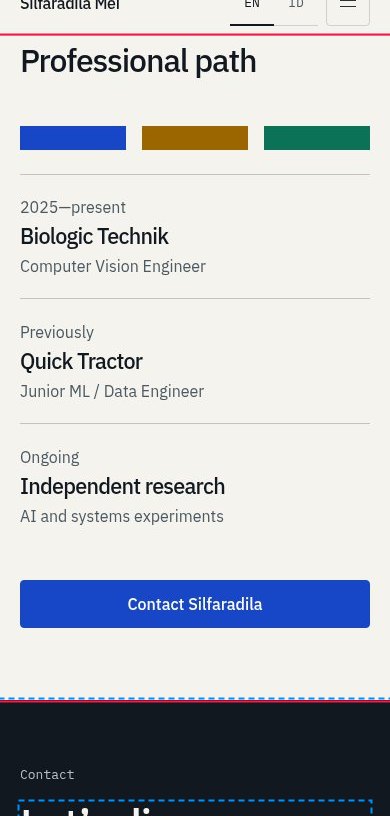 Silfaradila Mei
EN ID
Professional path
2025—present
Biologic Technik
Computer Vision Engineer
Previously
Quick Tractor
Junior ML / Data Engineer
Ongoing
Independent research
AI and systems experiments
Contact Silfaradila
Contact